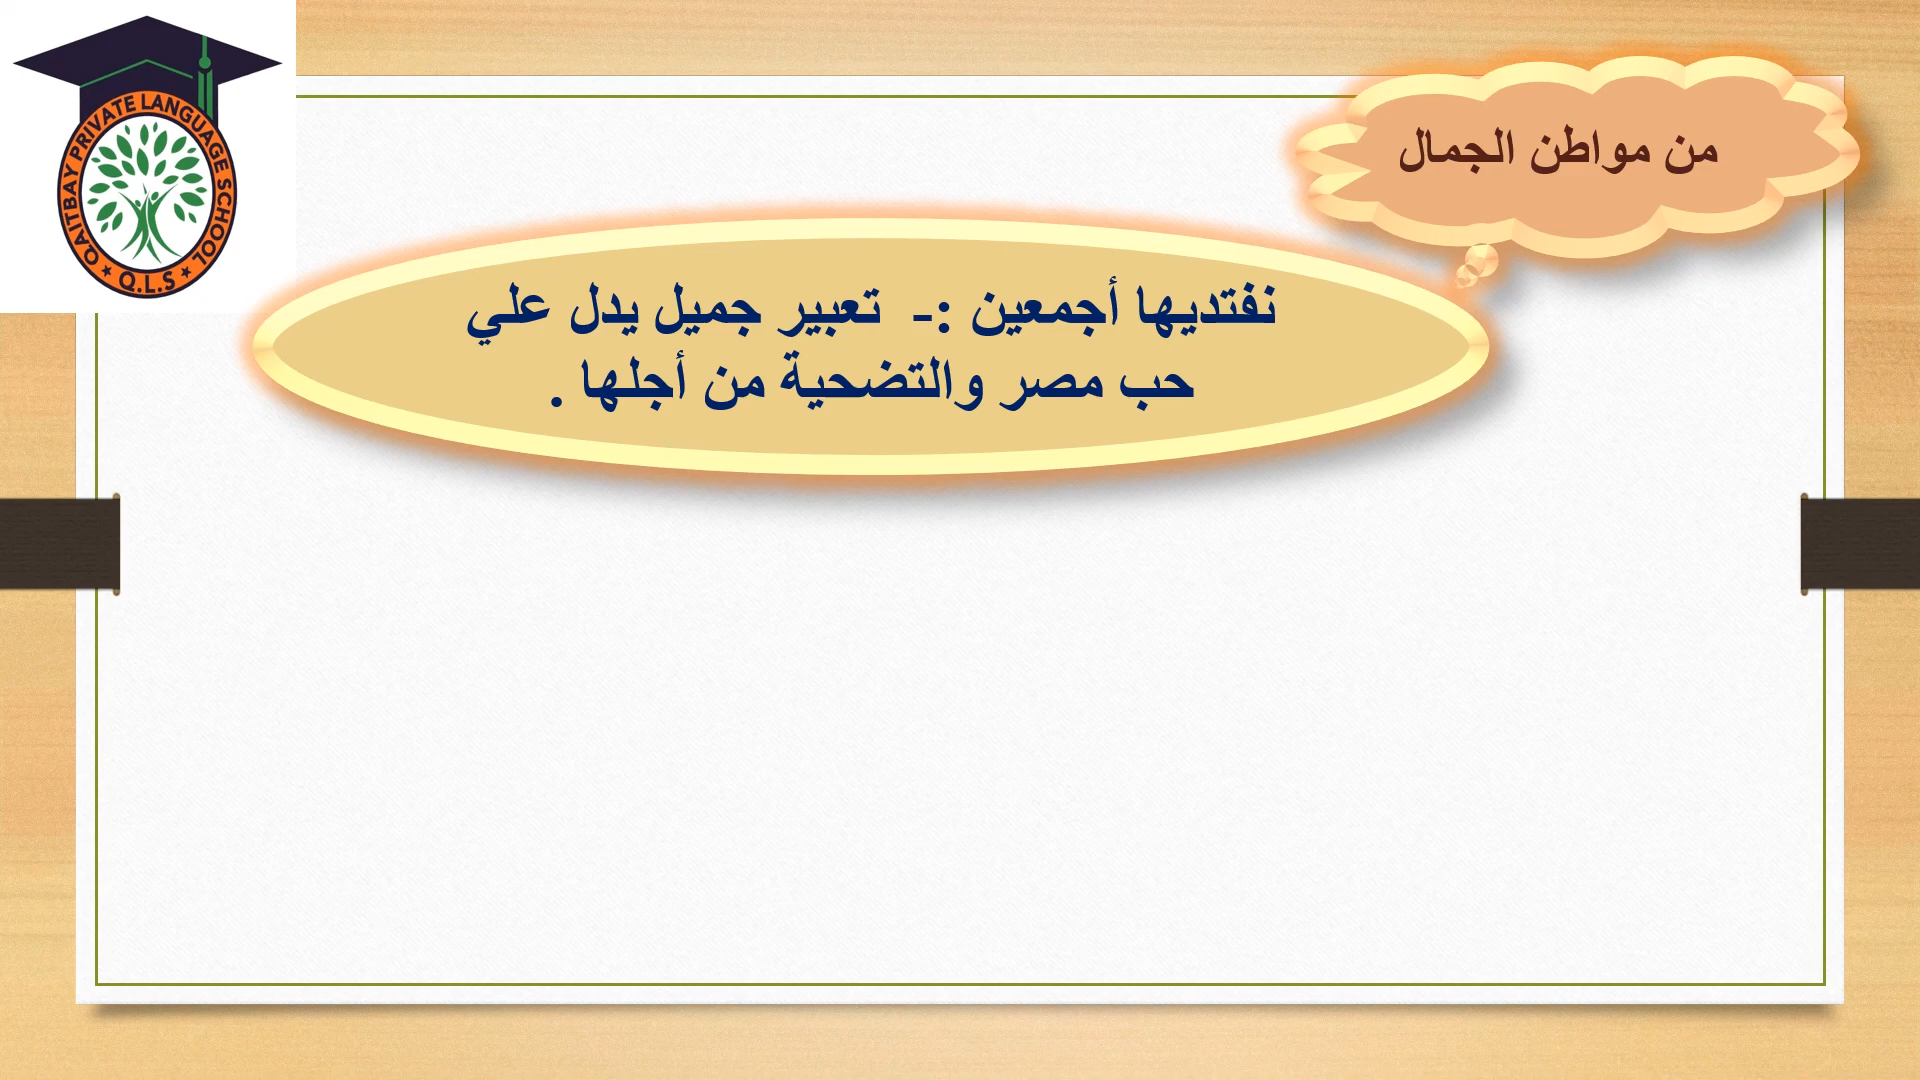 QAITBAY PRIVATE LANGUAGE SCHOOL
★ Q.L.S ★
من مواطن الجمال
نفتديها أجمعين :- تعبير جميل يدل علي
حب مصر والتضحية من أجلها .